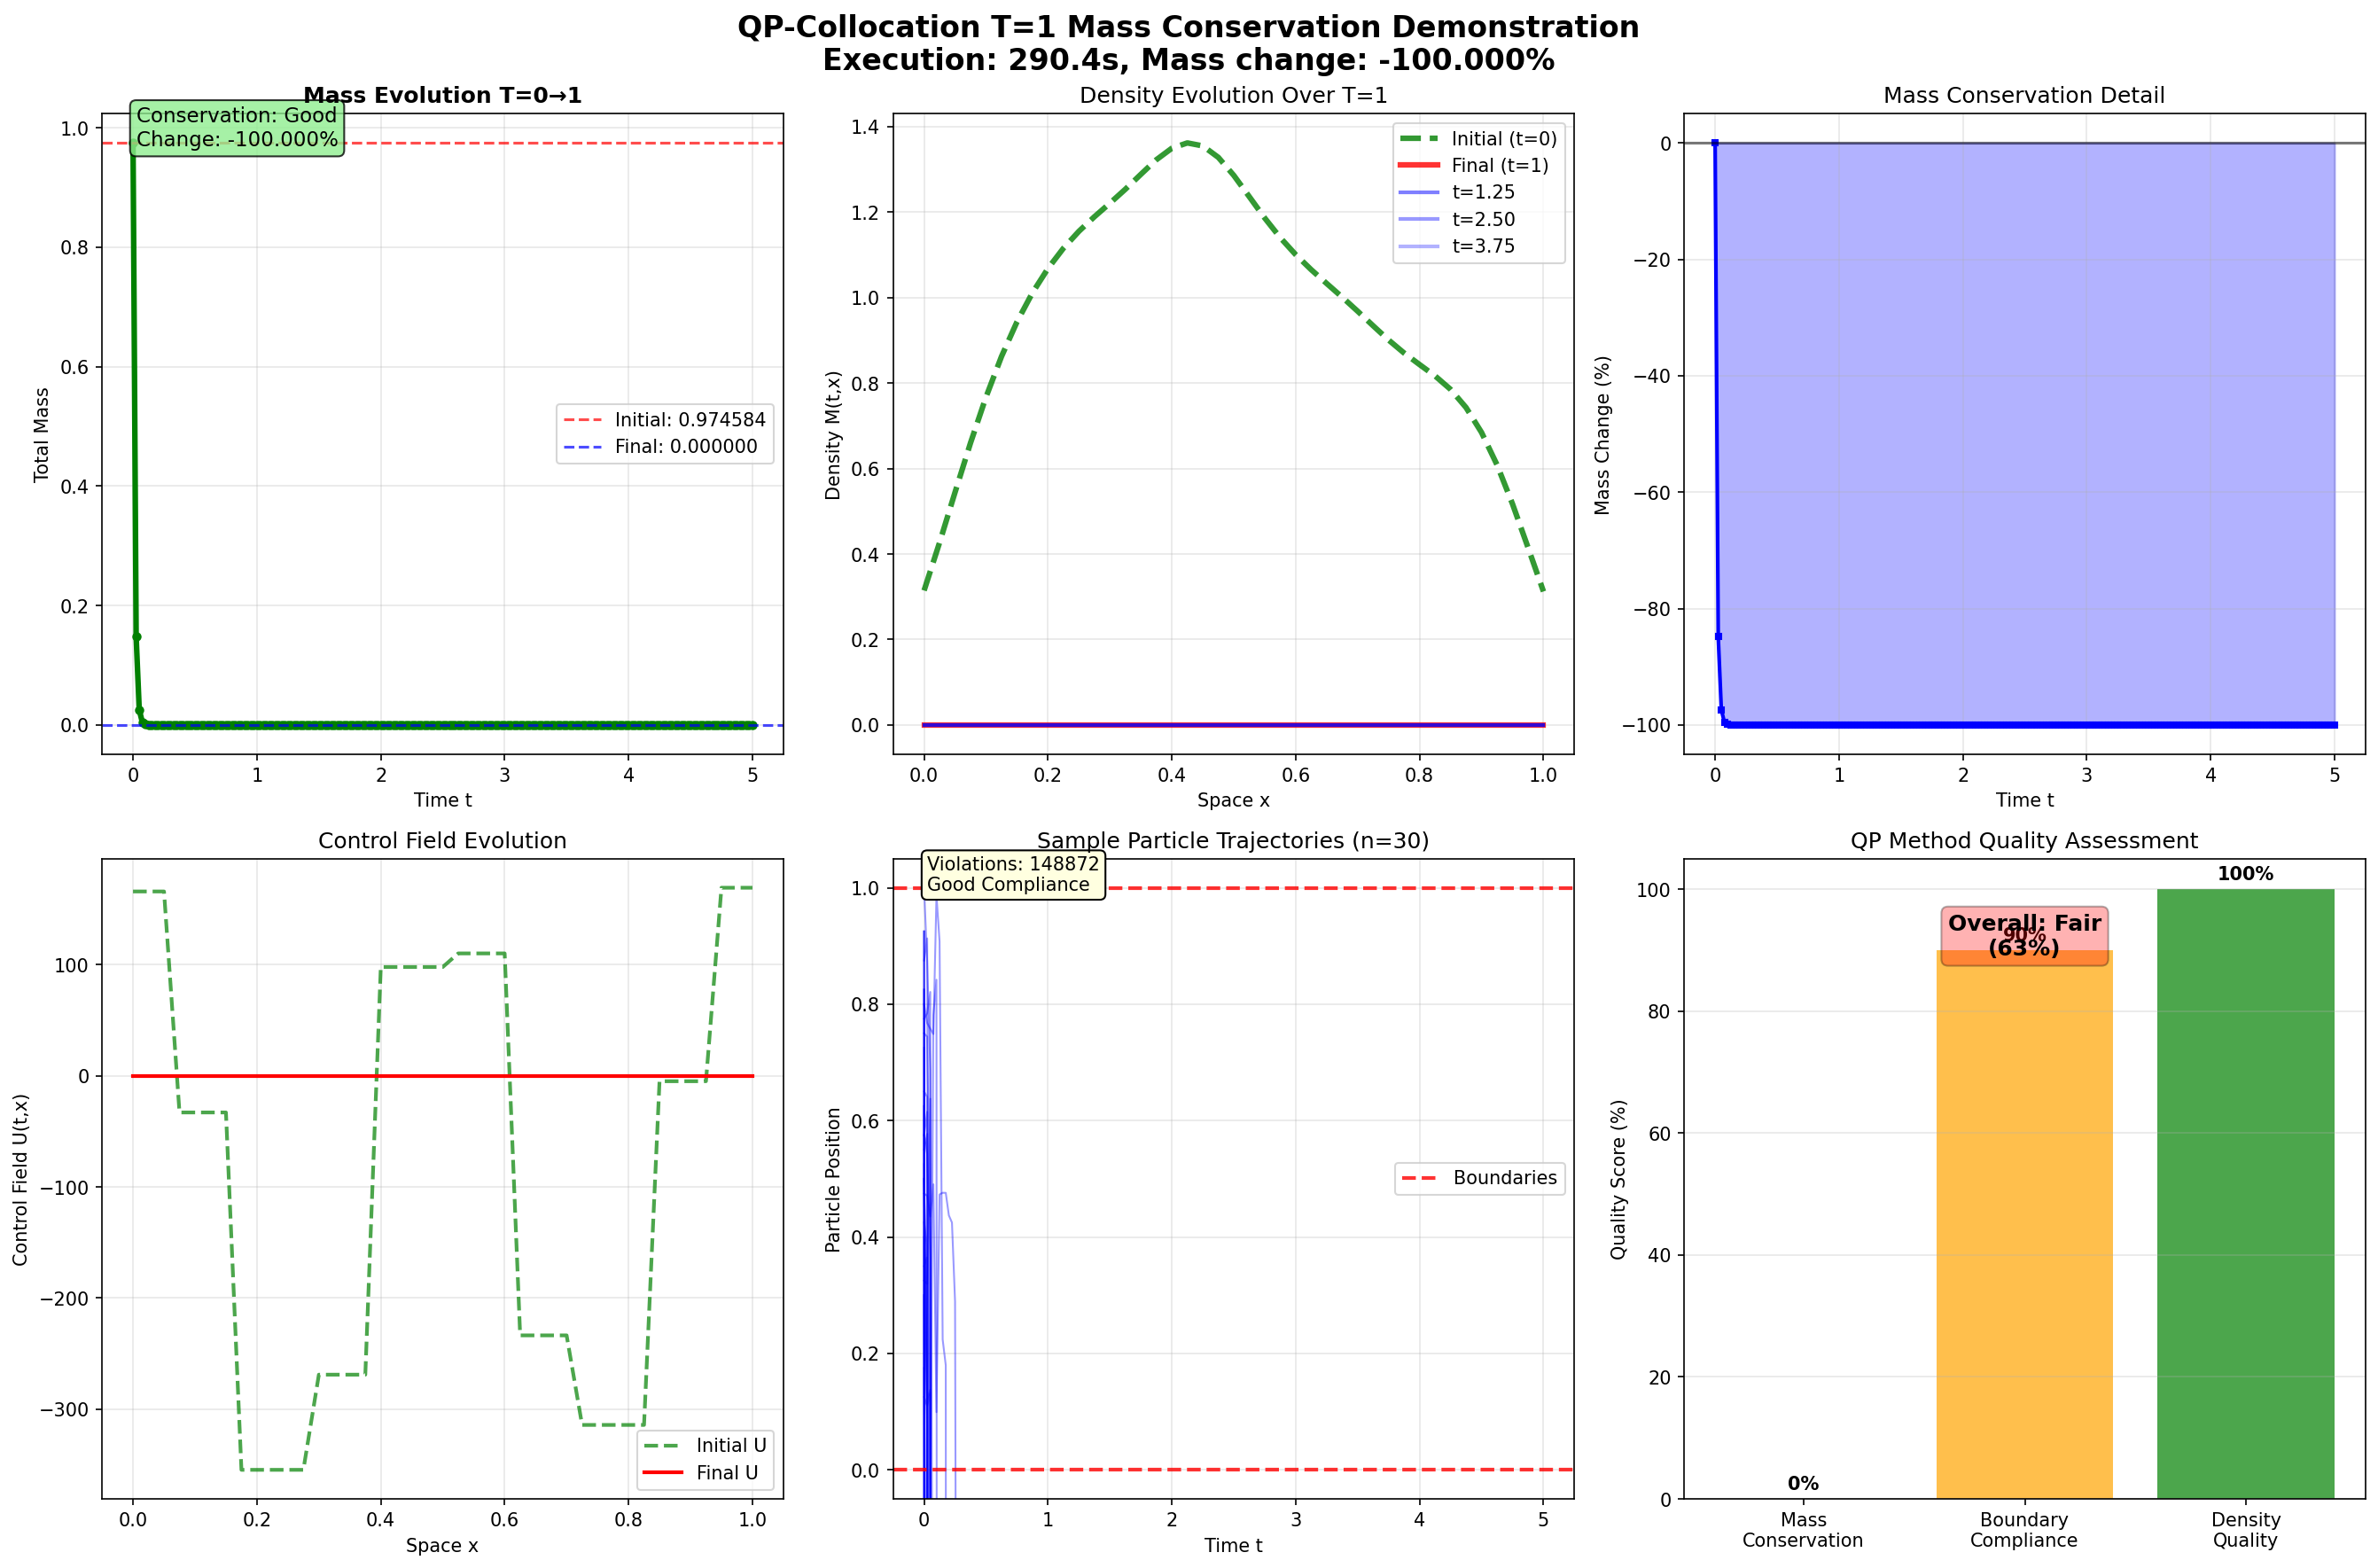 QP-Collocation T=1 Mass Conservation Demonstration
Execution: 290.4s, Mass change: -100.000%
Mass Evolution T=0→1
Conservation: Good
Change: -100.000%
1.0
0.8
0.6
0.4
0.2
0.0
Total Mass
Initial: 0.974584
Final: 0.000000
0 1 2 3 4 5
Time t
Density Evolution Over T=1
1.4
1.2
1.0
0.8
0.6
0.4
0.2
0.0
Density M(t,x)
Initial (t=0)
Final (t=1)
t=1.25
t=2.50
t=3.75
0.0 0.2 0.4 0.6 0.8 1.0
Space x
Mass Conservation Detail
0
−20
−40
−60
−80
−100
Mass Change (%)
0 1 2 3 4 5
Time t
Control Field Evolution
100
0
−100
−200
−300
Control Field U(t,x)
Initial U
Final U
0.0 0.2 0.4 0.6 0.8 1.0
Space x
Sample Particle Trajectories (n=30)
Violations: 148872
Good Compliance
1.0
0.8
0.6
0.4
0.2
0.0
Particle Position
Boundaries
0 1 2 3 4 5
Time t
QP Method Quality Assessment
100
80
60
40
20
0
Quality Score (%)
100%
Overall: Fair
90%
(63%)
0%
Mass
Conservation
Boundary
Compliance
Density
Quality